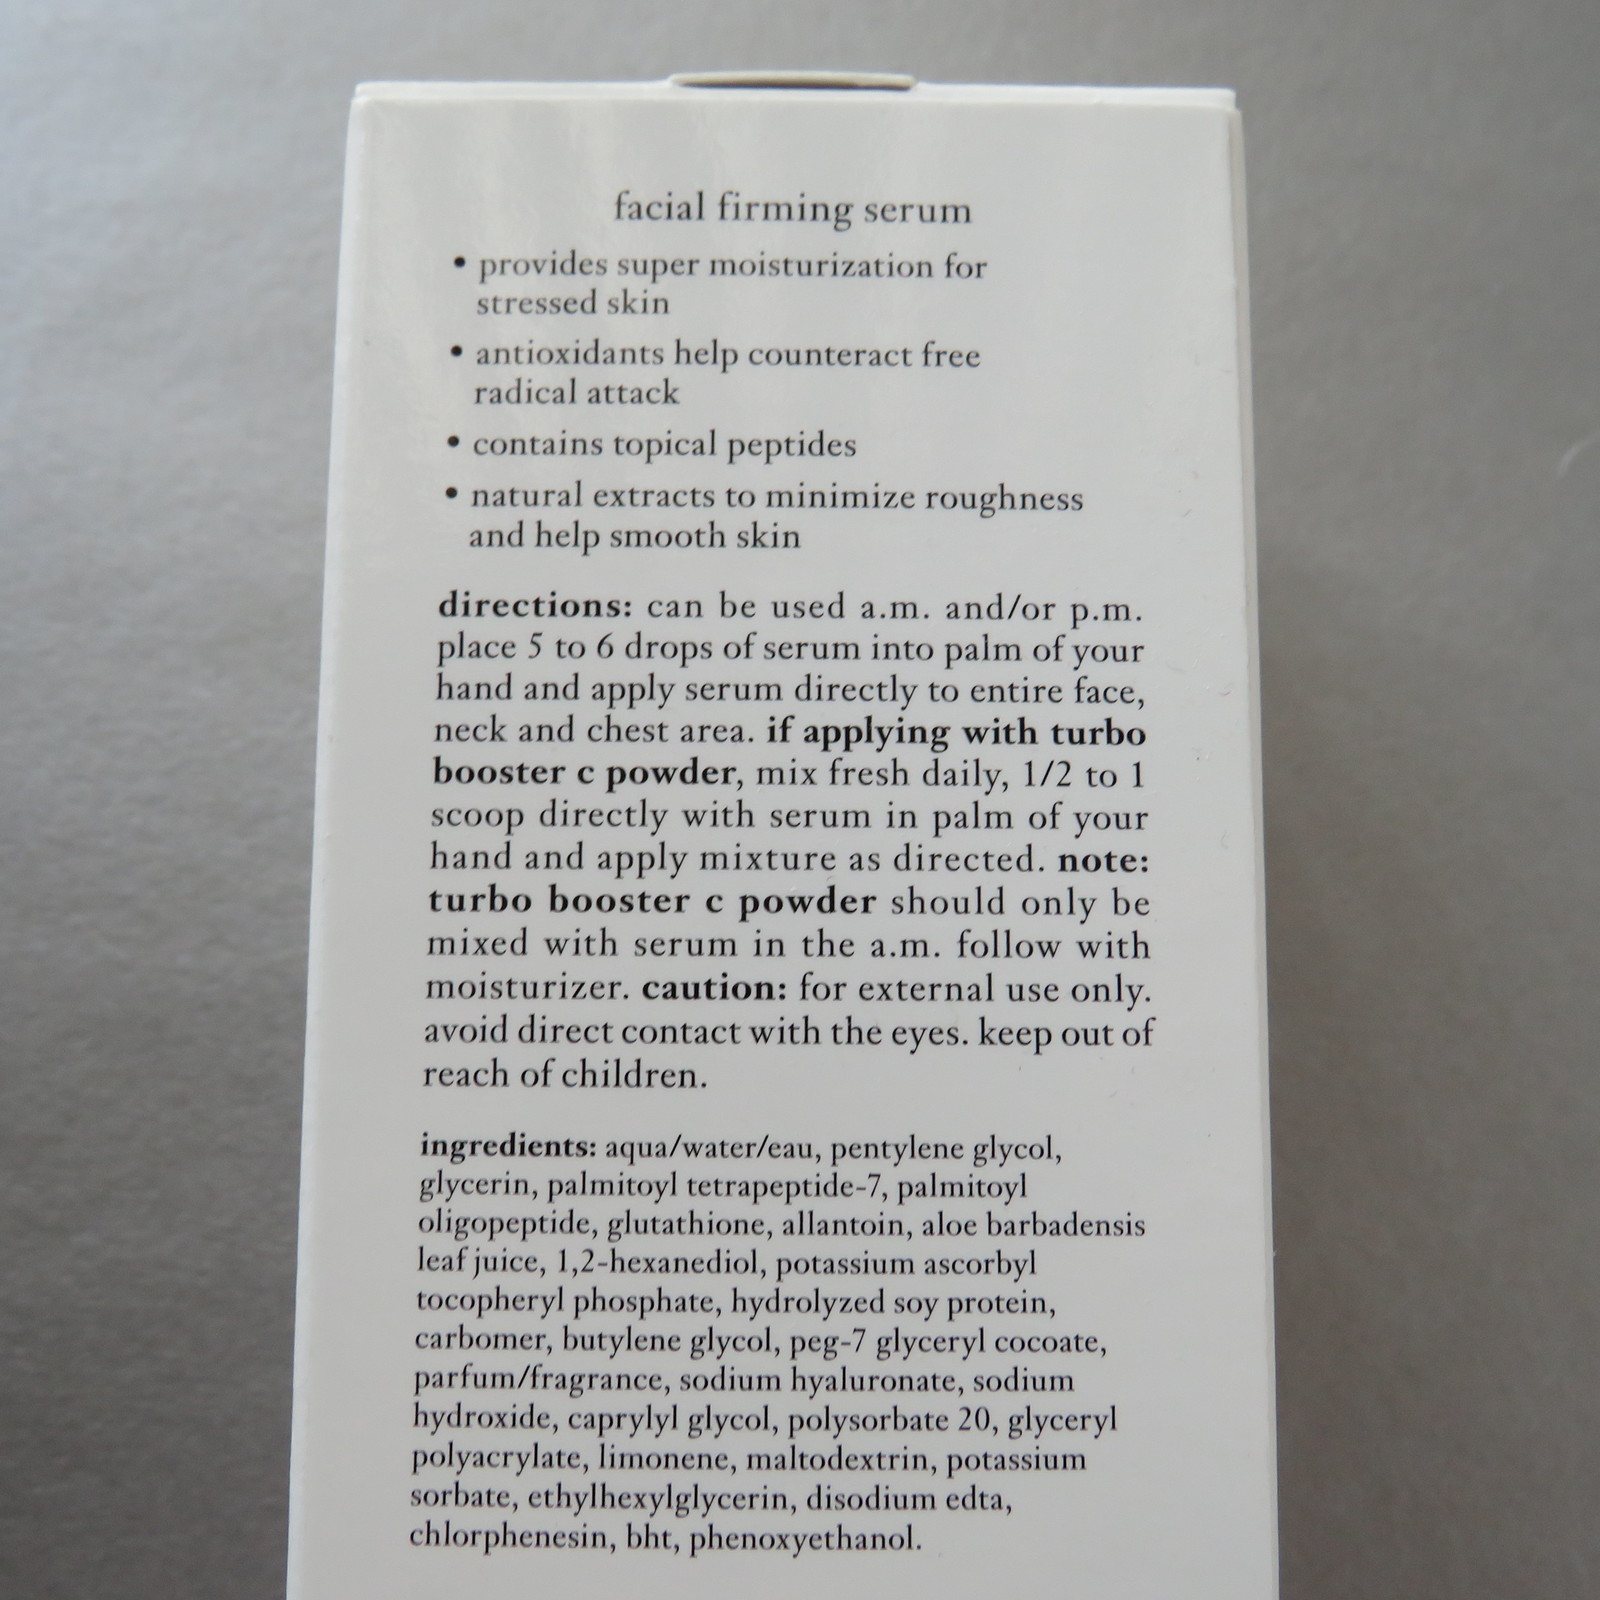 facial firming serum
• provides super moisturization for
stressed skin
• antioxidants help counteract free
radical attack
• contains topical peptides
• natural extracts to minimize roughness
and help smooth skin
directions: can be used a.m. and/or p.m.
place 5 to 6 drops of serum into palm of your
hand and apply serum directly to entire face,
neck and chest area. if applying with turbo
booster c powder, mix fresh daily, 1/2 to 1
scoop directly with serum in palm of your
hand and apply mixture as directed. note:
turbo booster c powder should only be
mixed with serum in the a.m. follow with
moisturizer. caution: for external use only.
avoid direct contact with the eyes. keep out of
reach of children.
ingredients: aqua/water/eau, pentylene glycol,
glycerin, palmitoyl tetrapeptide-7, palmitoyl
oligopeptide, glutathione, allantoin, aloe barbadensis
leaf juice, 1,2-hexanediol, potassium ascorbyl
tocopheryl phosphate, hydrolyzed soy protein,
carbomer, butylene glycol, peg-7 glyceryl cocoate,
parfum/fragrance, sodium hyaluronate, sodium
hydroxide, caprylyl glycol, polysorbate 20, glyceryl
polyacrylate, limonene, maltodextrin, potassium
sorbate, ethylhexylglycerin, disodium edta,
chlorphenesin, bht, phenoxyethanol.